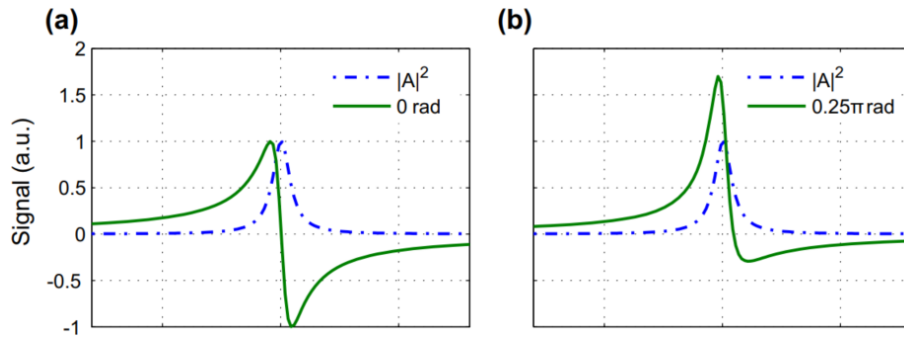 (a)
(b)
Signal (a.u.)
2
1.5
1
0.5
0
-0.5
-1
|A|²
0 rad
|A|²
0.25π rad